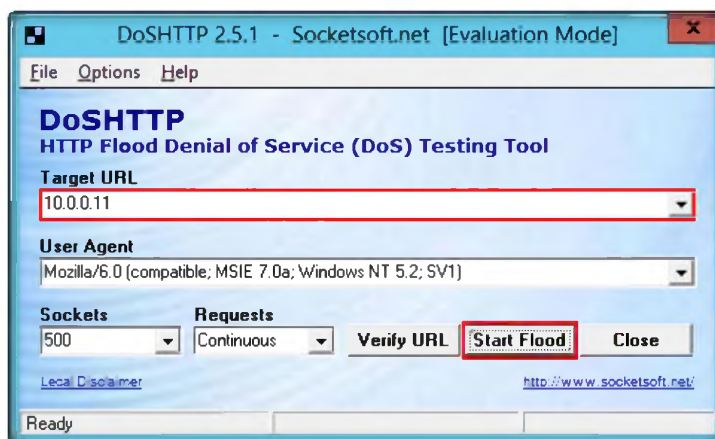 DoSHTTP 2.5.1 - Socketsoft.net [Evaluation Mode]
File Options Help
DoSHTTP
HTTP Flood Denial of Service (DoS) Testing Tool
Target URL
10.0.0.11
User Agent
Mozilla/6.0 (compatible; MSIE 7.0a; Windows NT 5.2; SV1)
Sockets Requests
500 Continuous Verify URL Start Flood Close
Legal Disclaimer http://www.socketsoft.net/
Ready